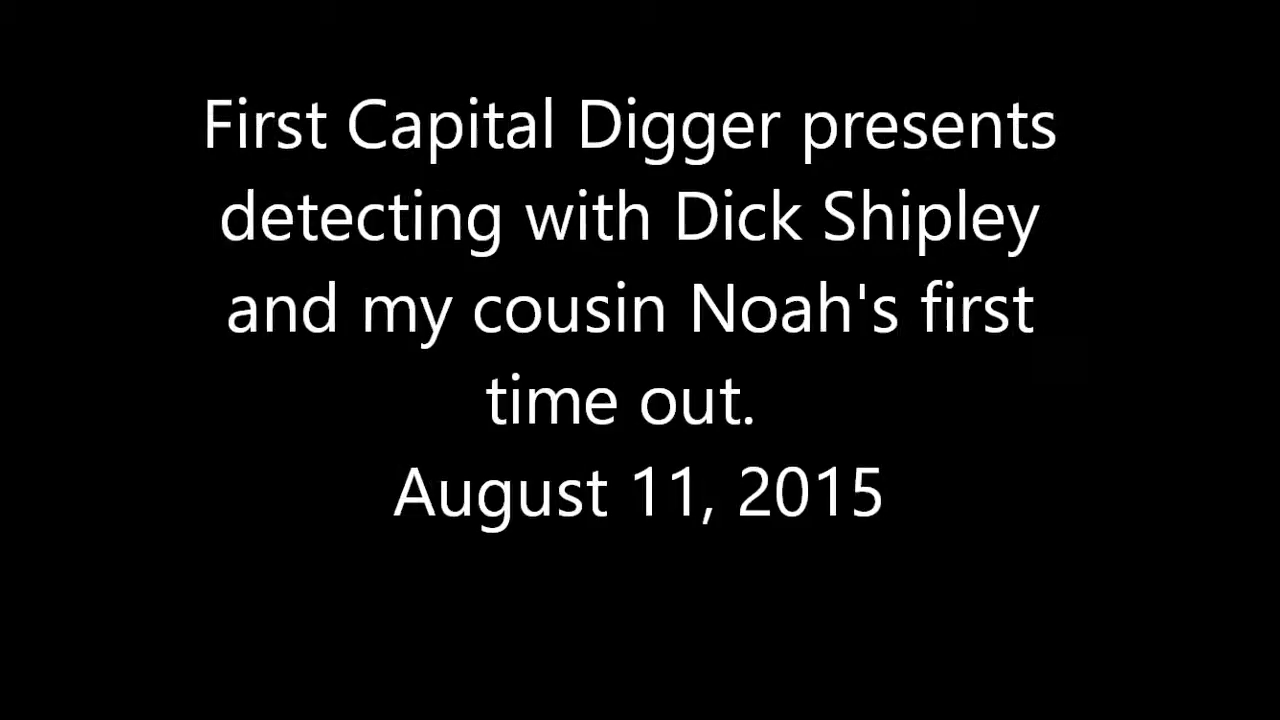 First Capital Digger presents
detecting with Dick Shipley
and my cousin Noah's first
time out.
August 11, 2015